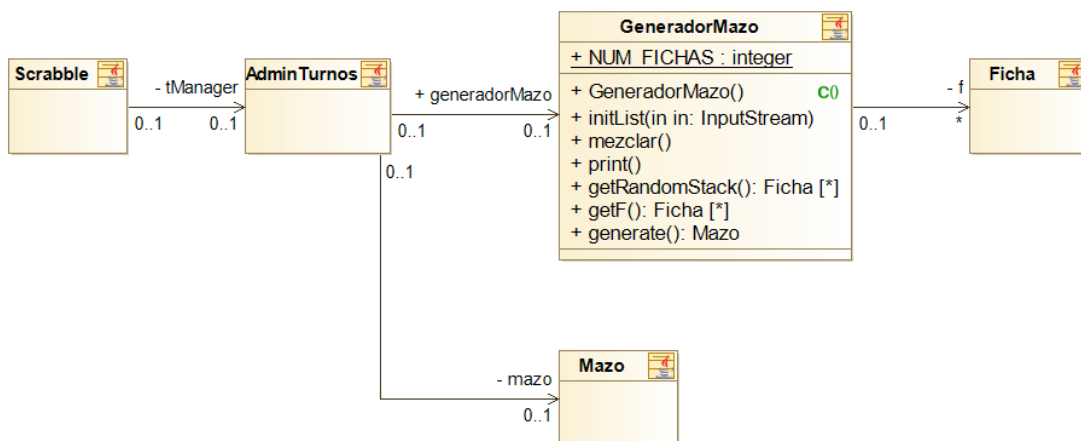 GeneradorMazo
+ NUM_FICHAS : integer
+ GeneradorMazo() C()
+ initList(in in: InputStream)
+ mezclar()
+ print()
+ getRandomStack(): Ficha [*]
+ getF(): Ficha [*]
+ generate(): Mazo
Scrabble
- tManager
0..1
0..1
AdminTurnos
+ generadorMazo
0..1
0..1
0..1
- f
0..1
*
Ficha
- mazo
0..1
Mazo